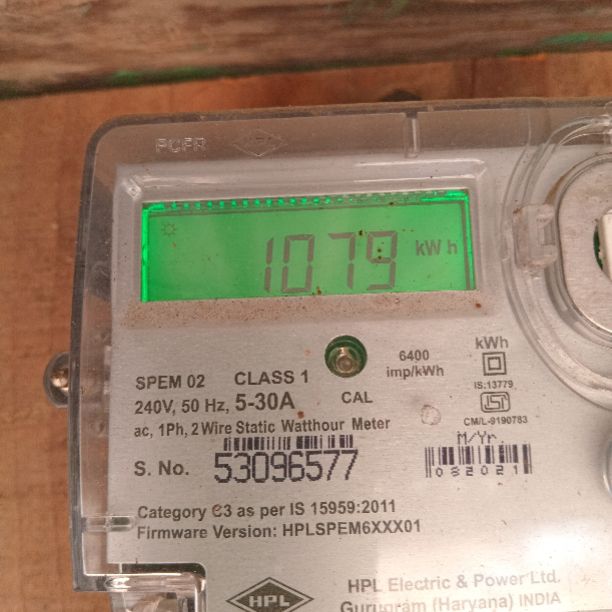 PCFR
1079 kW h
6400
imp/kWh
kWh
IS:13779
CM/L-9190783
SPEM 02 CLASS 1
240V, 50 Hz, 5-30A CAL
ac, 1Ph, 2 Wire Static Watthour Meter
M/Yr
S. No. 53096577
082021
Category C3 as per IS 15959:2011
Firmware Version: HPLSPEM6XXX01
HPL
HPL Electric & Power Ltd.
Gurugram (Haryana) INDIA